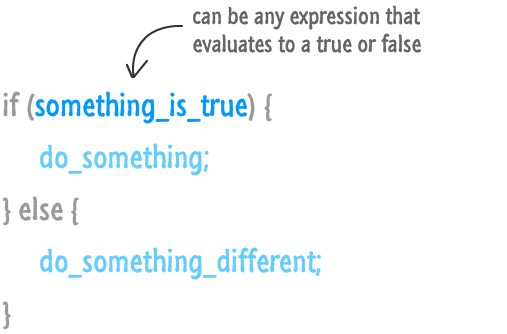 can be any expression that
evaluates to a true or false
if (something_is_true) {
do_something;
} else {
do_something_different;
}